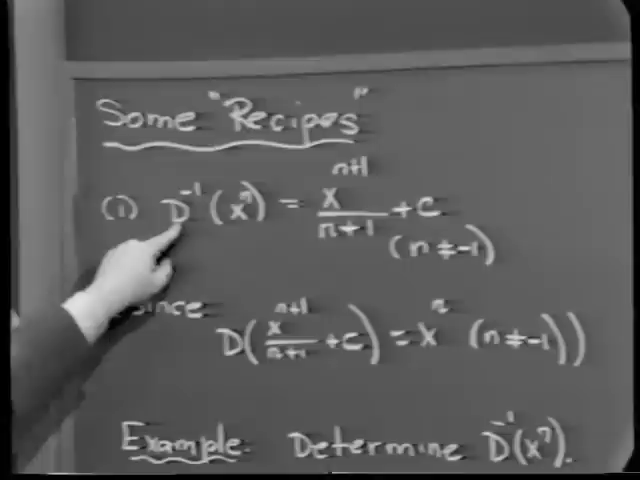 Some "Recipes"
(1) D⁻¹(xⁿ) = xⁿ⁺¹/n+1 + c
(n ≠ -1)
since
D(xⁿ⁺¹/n+1 + c) = xⁿ (n ≠ -1))
Example. Determine D⁻¹(x⁷).